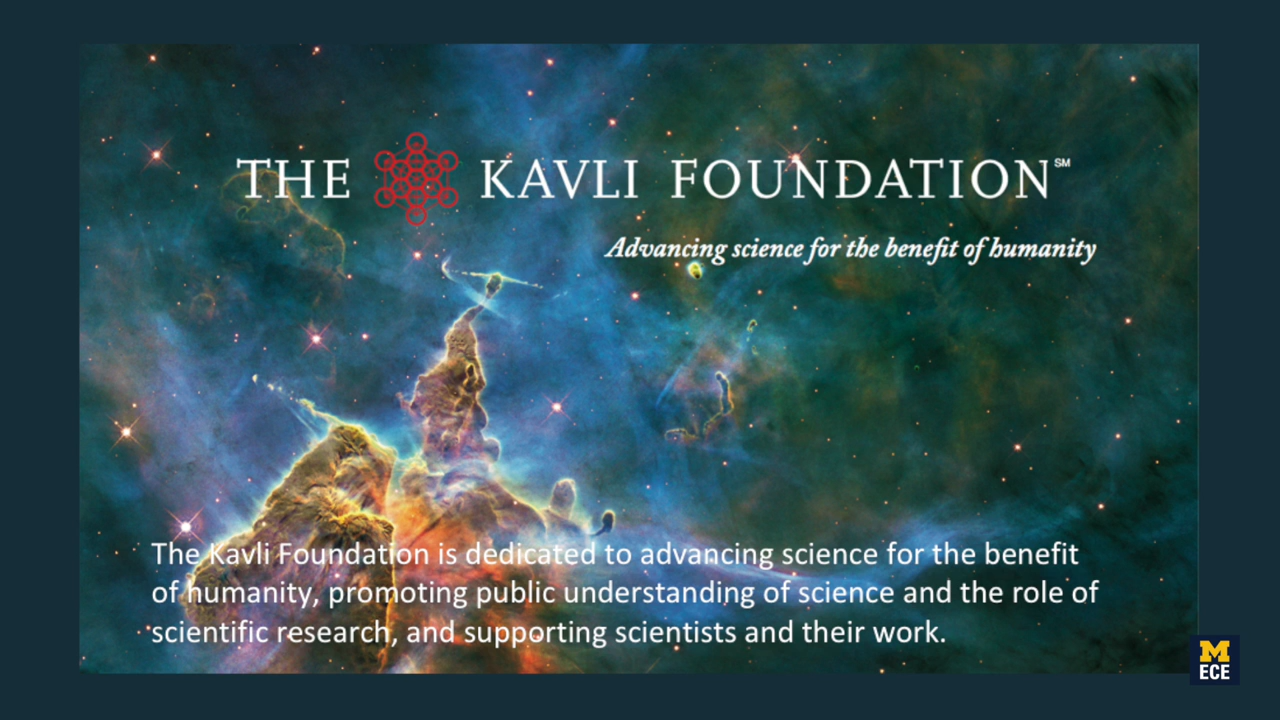 THE KAVLI FOUNDATION℠
Advancing science for the benefit of humanity
The Kavli Foundation is dedicated to advancing science for the benefit
of humanity, promoting public understanding of science and the role of
scientific research, and supporting scientists and their work.
M
ECE